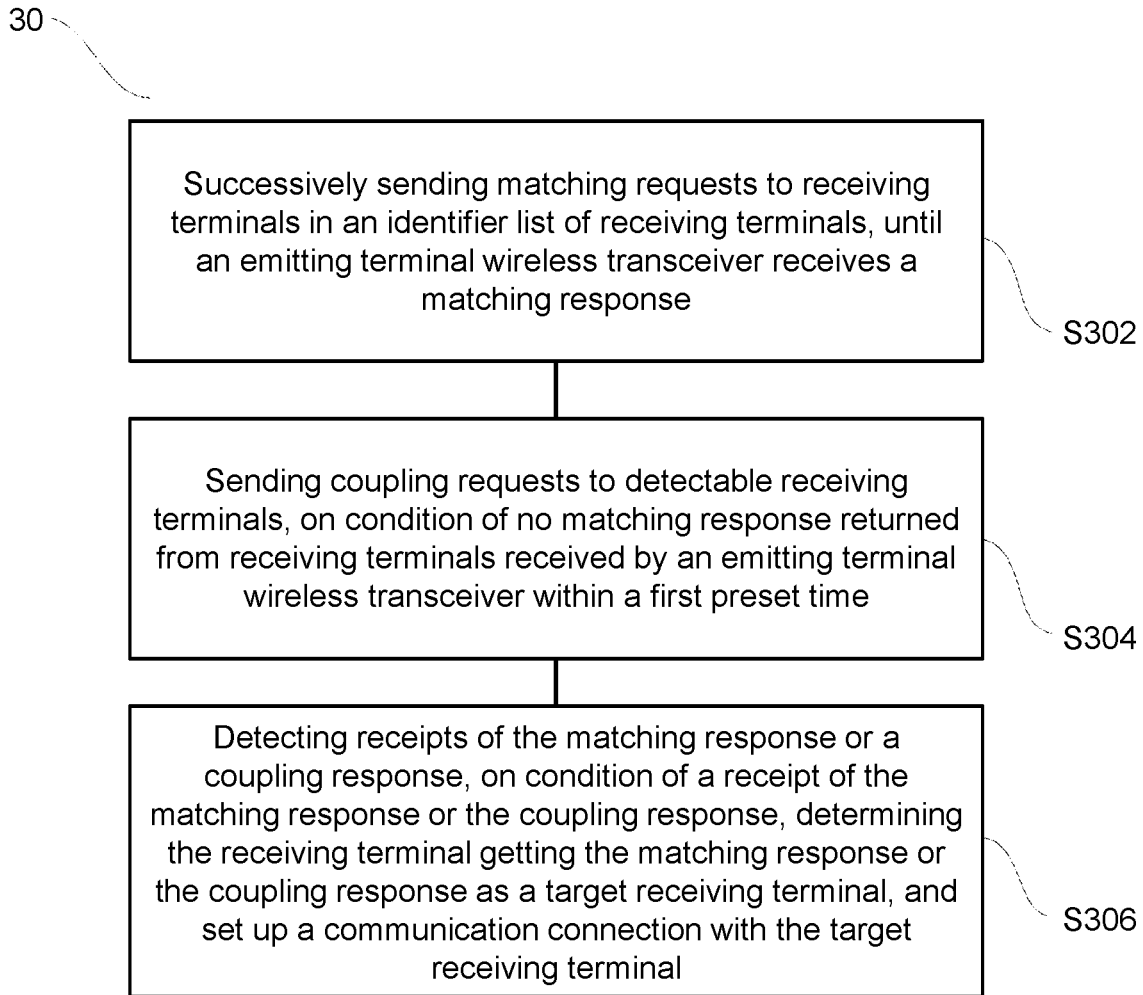 30
Successively sending matching requests to receiving
terminals in an identifier list of receiving terminals, until
an emitting terminal wireless transceiver receives a
matching response
S302
Sending coupling requests to detectable receiving
terminals, on condition of no matching response returned
from receiving terminals received by an emitting terminal
wireless transceiver within a first preset time
S304
Detecting receipts of the matching response or a
coupling response, on condition of a receipt of the
matching response or the coupling response, determining
the receiving terminal getting the matching response or
the coupling response as a target receiving terminal, and
set up a communication connection with the target
receiving terminal
S306